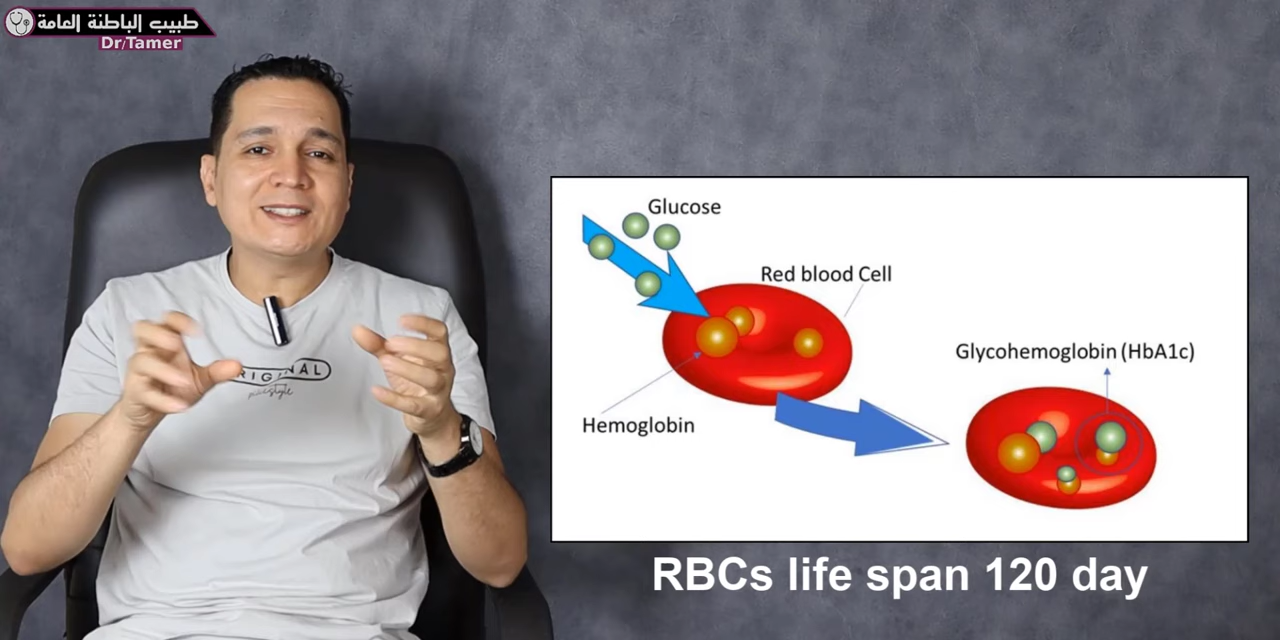 طبيب الباطنة العامة
Dr/Tamer
Glucose
Red blood Cell
Glycohemoglobin (HbA1c)
Hemoglobin
RBCs life span 120 day